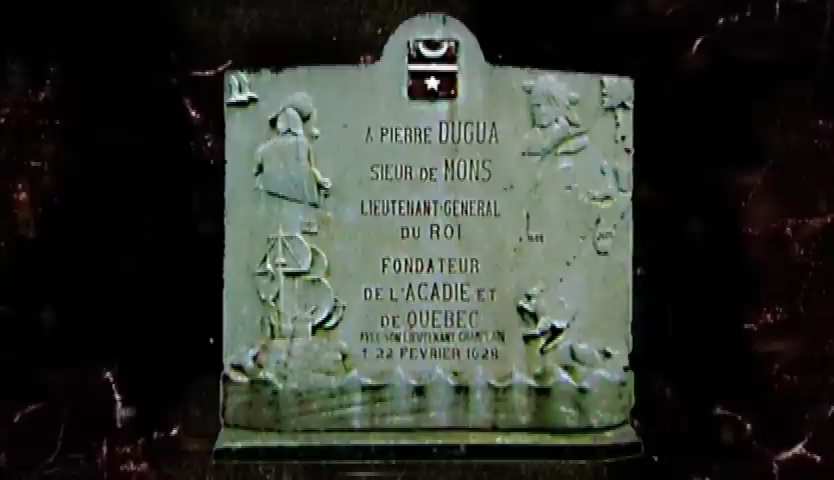 A PIERRE DUGUA
SIEUR DE MONS
LIEUTENANT-GENERAL
DU ROI
FONDATEUR
DE L'ACADIE ET
DE QUEBEC
AVEC SON LIEUTENANT CHAMPLAIN
† 22 FEVRIER 1628